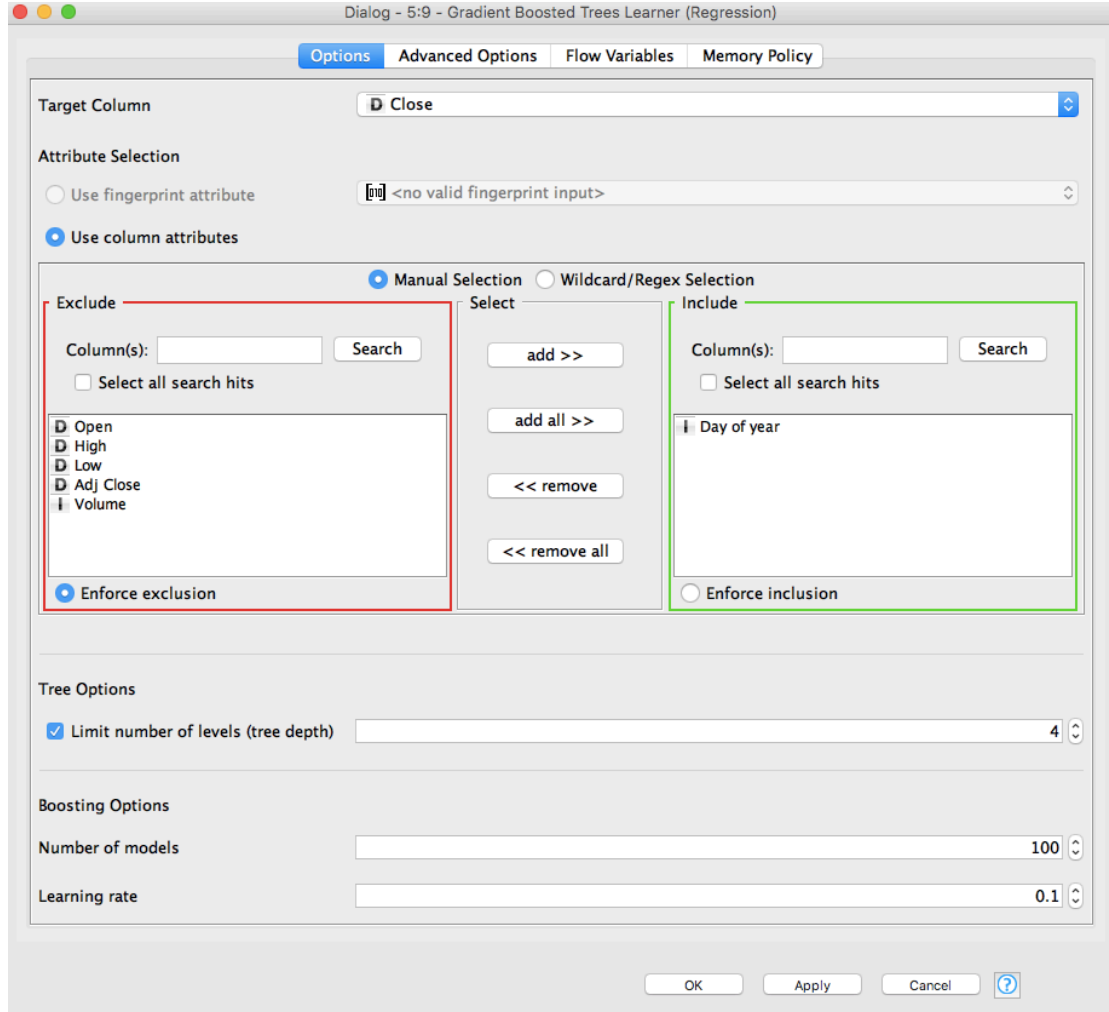 Dialog - 5:9 - Gradient Boosted Trees Learner (Regression)
Options Advanced Options Flow Variables Memory Policy
Target Column D Close
Attribute Selection
Use fingerprint attribute <no valid fingerprint input>
Use column attributes
Manual Selection Wildcard/Regex Selection
Exclude Select Include
Column(s): Search add >> Column(s): Search
Select all search hits Select all search hits
add all >>
D Open I Day of year
D High
D Low
D Adj Close << remove
I Volume
<< remove all
Enforce exclusion Enforce inclusion
Tree Options
Limit number of levels (tree depth) 4
Boosting Options
Number of models 100
Learning rate 0.1
OK Apply Cancel ?